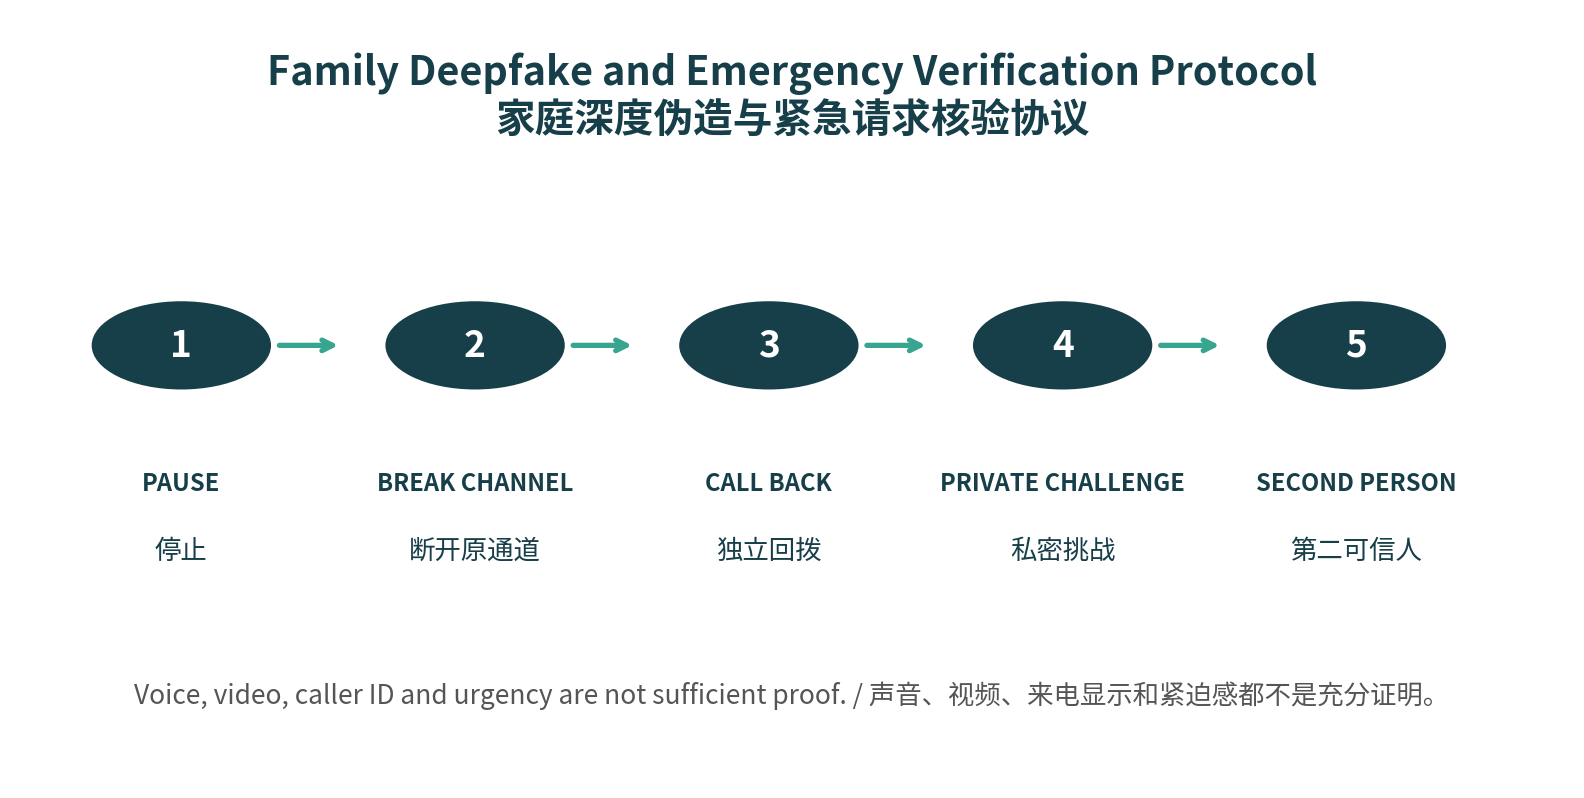 Family Deepfake and Emergency Verification Protocol
家庭深度伪造与紧急请求核验协议
1
2
3
4
5
PAUSE
BREAK CHANNEL
CALL BACK
PRIVATE CHALLENGE
SECOND PERSON
停止
断开原通道
独立回拨
私密挑战
第二可信人
Voice, video, caller ID and urgency are not sufficient proof. / 声音、视频、来电显示和紧迫感都不是充分证明。